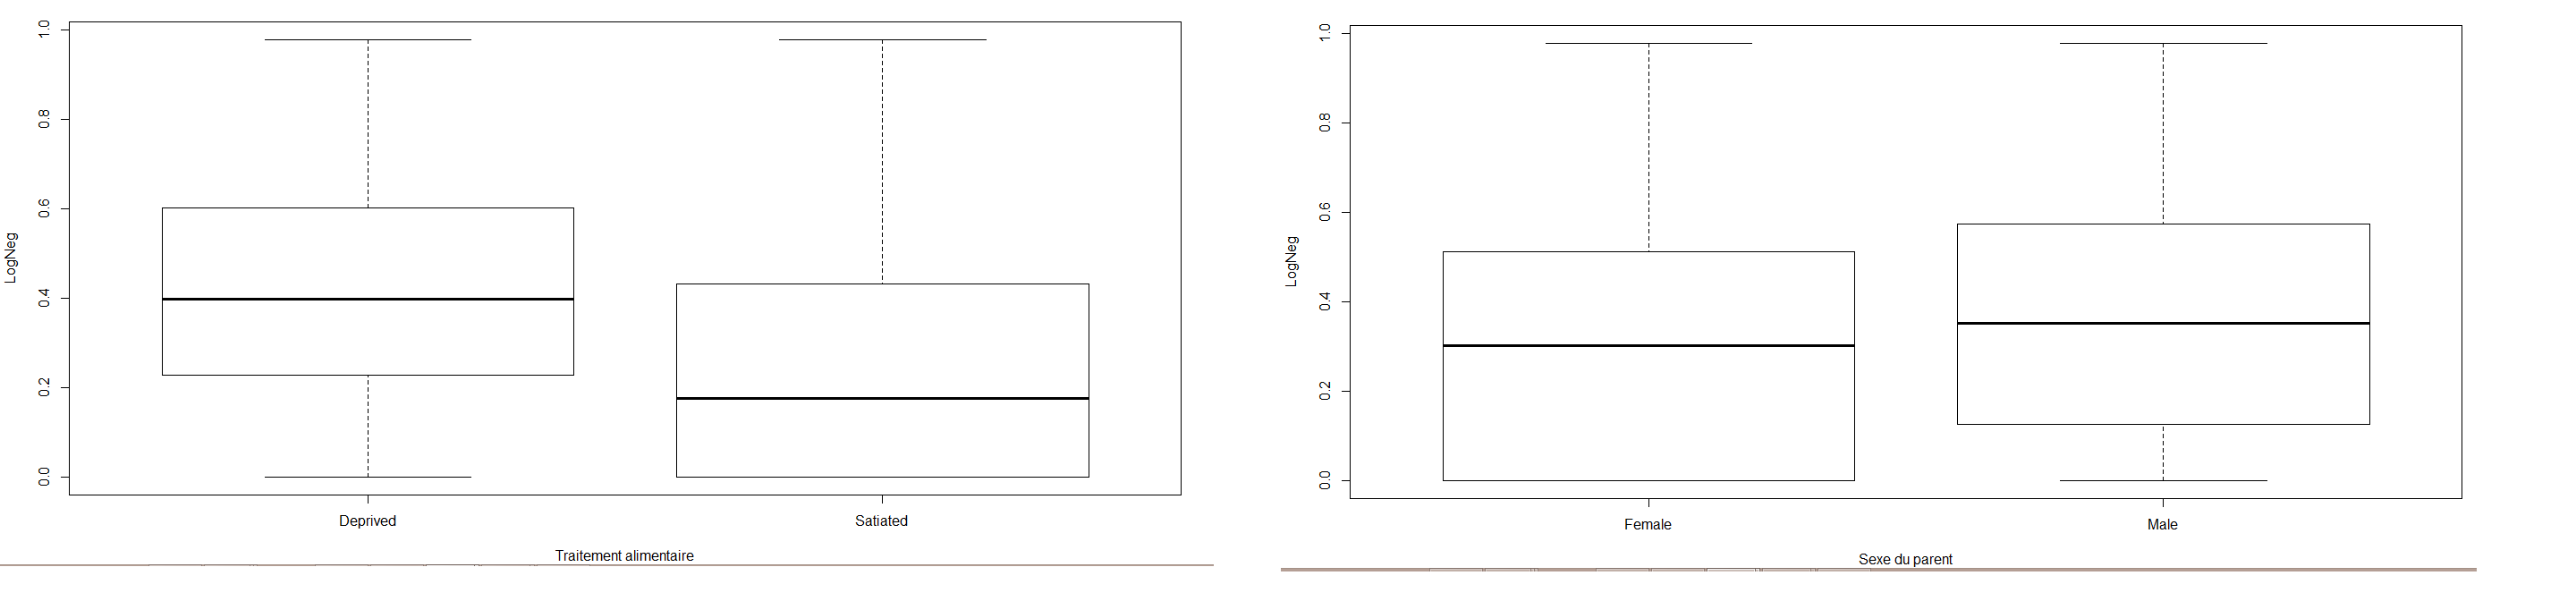 LogNeg
1.0
0.8
0.6
0.4
0.2
0.0
Deprived Satiated
Traitement alimentaire
LogNeg
1.0
0.8
0.6
0.4
0.2
0.0
Female Male
Sexe du parent